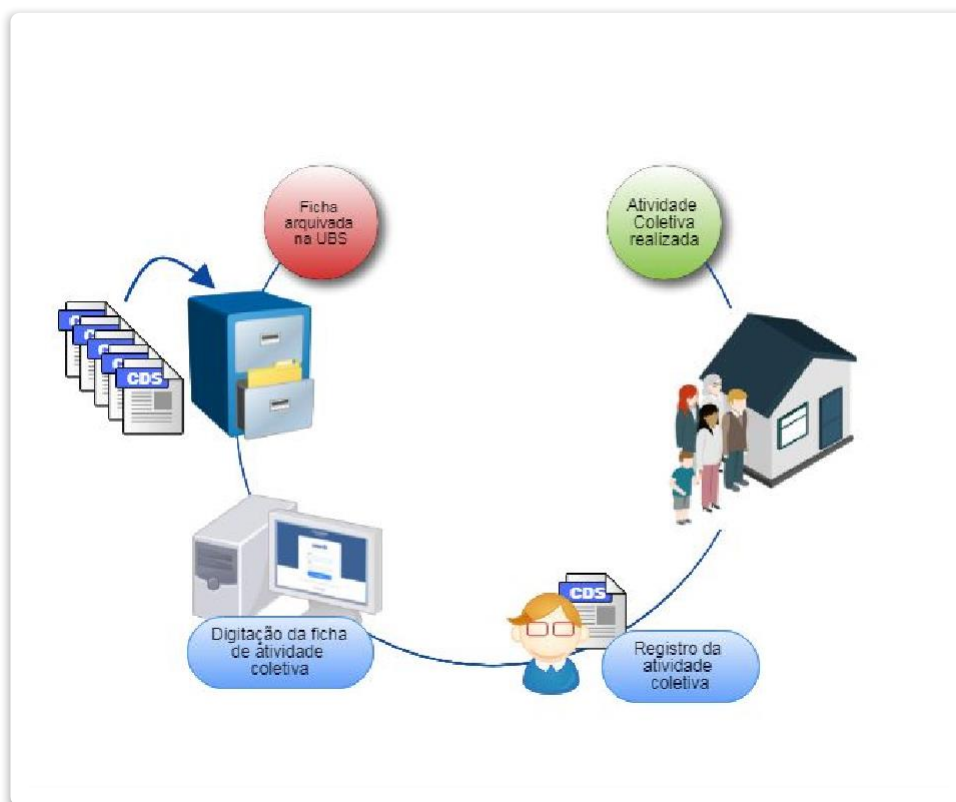 Ficha
arquivada
na UBS
Atividade
Coletiva
realizada
CDS
Digitação da ficha
de atividade
coletiva
CDS
Registro da
atividade
coletiva